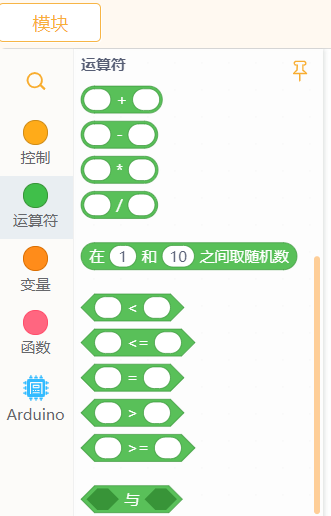 模块
控制
运算符
变量
函数
Arduino
运算符
+
-
*
/
在 1 和 10 之间取随机数
<
<=
=
>
>=
与